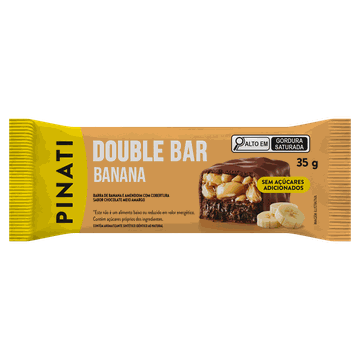 PINATI
DOUBLE BAR
BANANA
BARRA DE BANANA E AMENDOIM COM COBERTURA
SABOR CHOCOLATE MEIO AMARGO
*Este não é um alimento baixo ou reduzido em valor energético.
Contém açúcares próprios dos ingredientes.
ALTO EM
GORDURA
SATURADA
35 g
SEM AÇÚCARES
ADICIONADOS